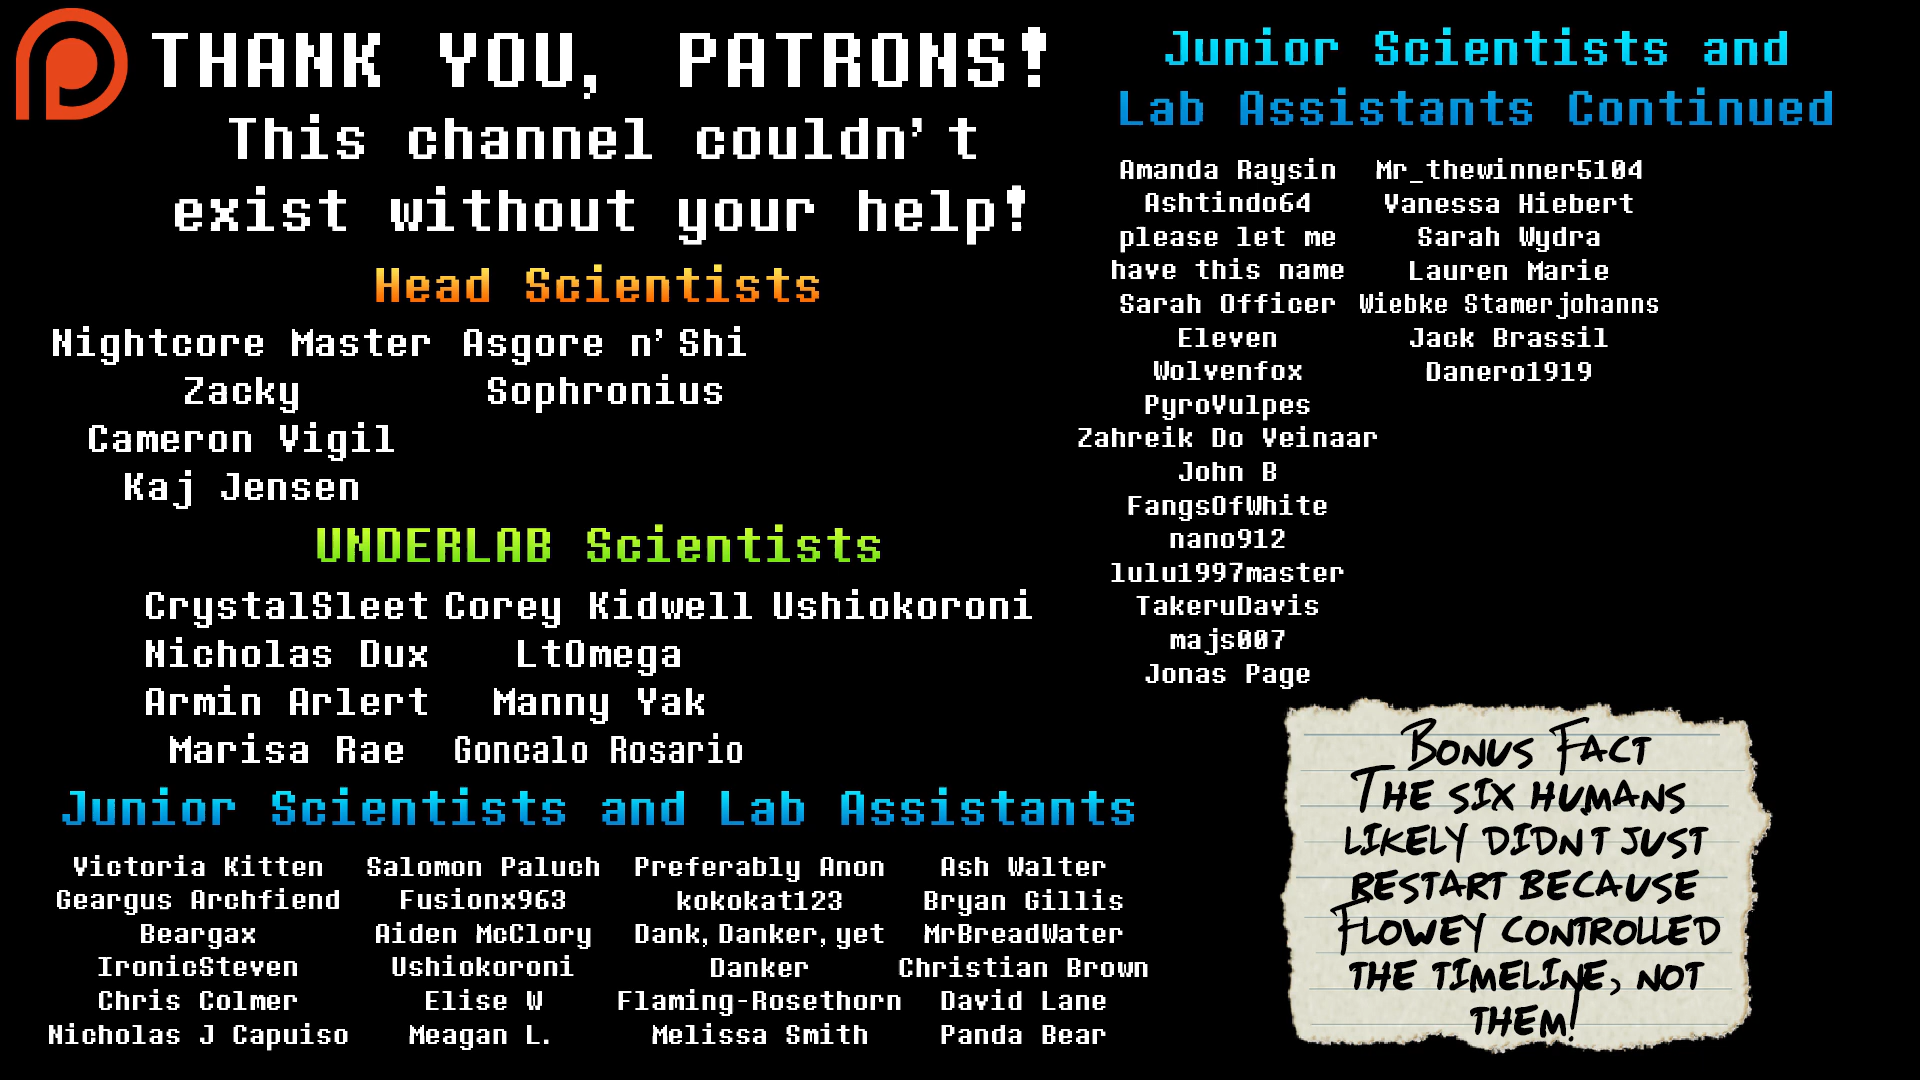 THANK YOU, PATRONS!
This channel couldn't
exist without your help!
Head Scientists
Nightcore Master
Zacky
Cameron Vigil
Kaj Jensen
Asgore n' Shi
Sophronius
UNDERLAB Scientists
CrystalSleet
Nicholas Dux
Armin Arlert
Marisa Rae
Corey Kidwell
LtOmega
Manny Yak
Goncalo Rosario
Ushiokoroni
Junior Scientists and Lab Assistants
Victoria Kitten
Geargus Archfiend
Beargax
IronicSteven
Chris Colmer
Nicholas J Capuiso
Salomon Paluch
Fusionx963
Aiden McClory
Ushiokoroni
Elise W
Meagan L.
Preferably Anon
kokokat123
Dank, Danker, yet
Danker
Flaming-Rosethorn
Melissa Smith
Ash Walter
Bryan Gillis
MrBreadWater
Christian Brown
David Lane
Panda Bear
Junior Scientists and
Lab Assistants Continued
Amanda Raysin
Ashtindo64
please let me
have this name
Sarah Officer
Eleven
Wolvenfox
PyroVulpes
Zahreik Do Veinaar
John B
FangsOfWhite
nano912
lulu1997master
TakeruDavis
majs007
Jonas Page
Mr_thewinner5104
Vanessa Hiebert
Sarah Wydra
Lauren Marie
Wiebke Stamerjohanns
Jack Brassil
Danero1919
BONUS FACT
THE SIX HUMANS
LIKELY DIDN'T JUST
RESTART BECAUSE
FLOWEY CONTROLLED
THE TIMELINE, NOT
THEM!